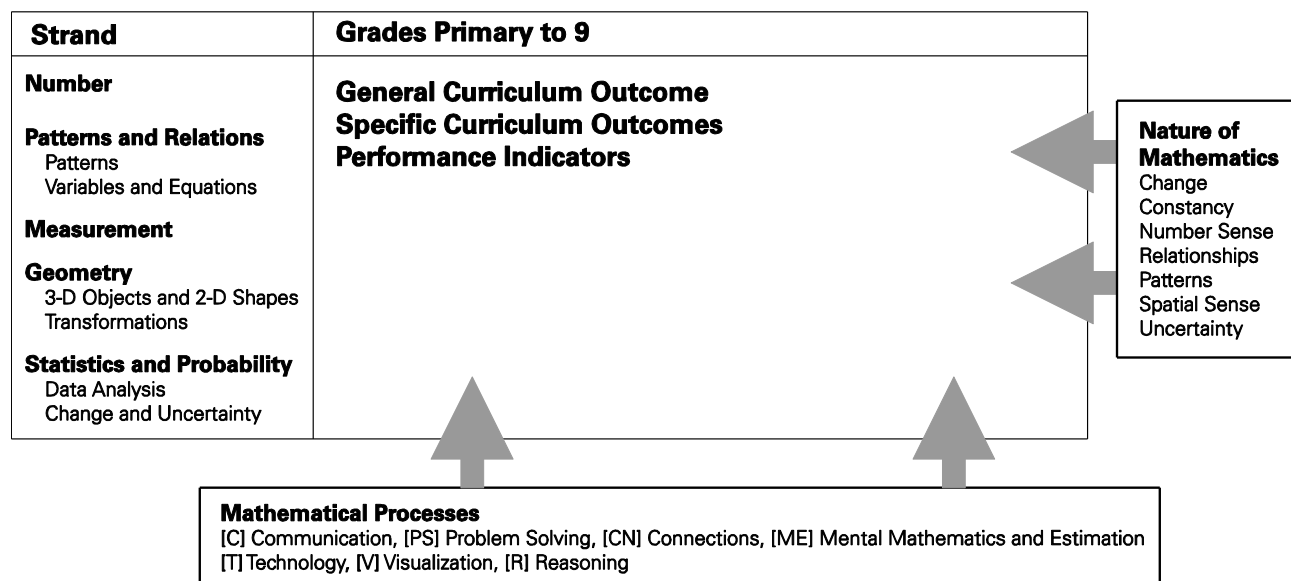 Strand
Grades Primary to 9
Number
Patterns and Relations
Patterns
Variables and Equations
Measurement
Geometry
3-D Objects and 2-D Shapes
Transformations
Statistics and Probability
Data Analysis
Change and Uncertainty
General Curriculum Outcome
Specific Curriculum Outcomes
Performance Indicators
Nature of
Mathematics
Change
Constancy
Number Sense
Relationships
Patterns
Spatial Sense
Uncertainty
Mathematical Processes
[C] Communication, [PS] Problem Solving, [CN] Connections, [ME] Mental Mathematics and Estimation
[T] Technology, [V] Visualization, [R] Reasoning